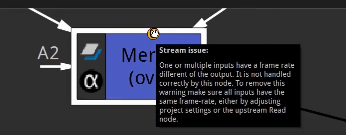 A2
α
Mer
(ov
Stream issue:
One or multiple inputs have a frame rate
different of the output. It is not handled
correctly by this node. To remove this
warning make sure all inputs have the
same frame-rate, either by adjusting
project settings or the upstream Read
node.